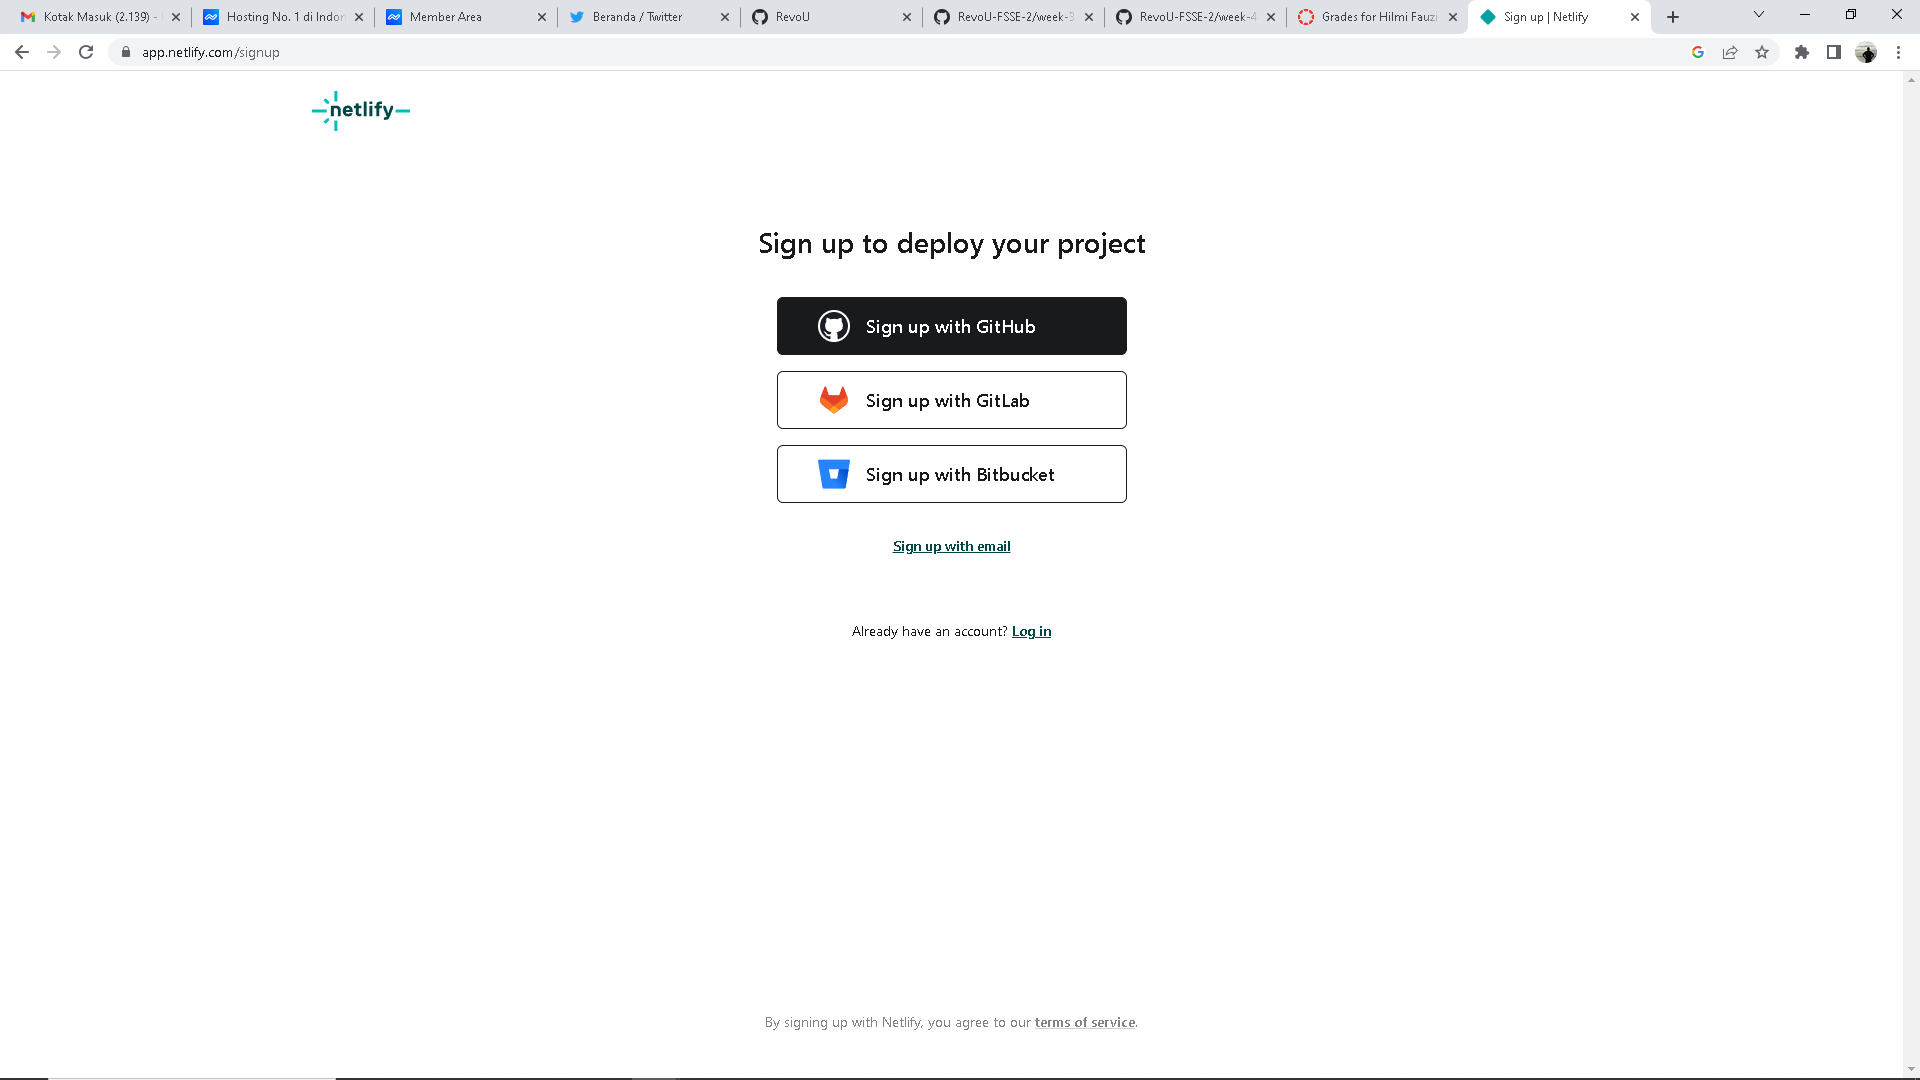 Kotak Masuk (2.139) -
Hosting No. 1 di Indon
Member Area
Beranda / Twitter
RevoU
RevoU-FSSE-2/week-3
RevoU-FSSE-2/week-4
Grades for Hilmi Fauzi
Sign up | Netlify
app.netlify.com/signup
netlify
Sign up to deploy your project
Sign up with GitHub
Sign up with GitLab
Sign up with Bitbucket
Sign up with email
Already have an account? Log in
By signing up with Netlify, you agree to our terms of service.